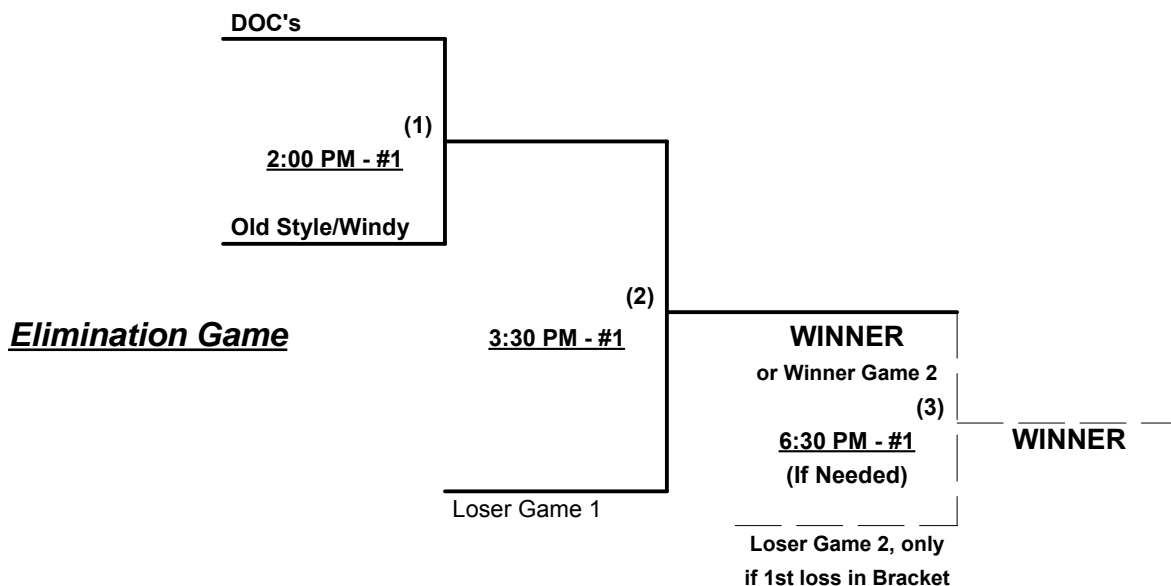 DOC's
(1)
2:00 PM - #1
Old Style/Windy
(2)
Elimination Game
3:30 PM - #1
WINNER
or Winner Game 2
(3)
6:30 PM - #1
WINNER
(If Needed)
Loser Game 1
Loser Game 2, only
if 1st loss in Bracket